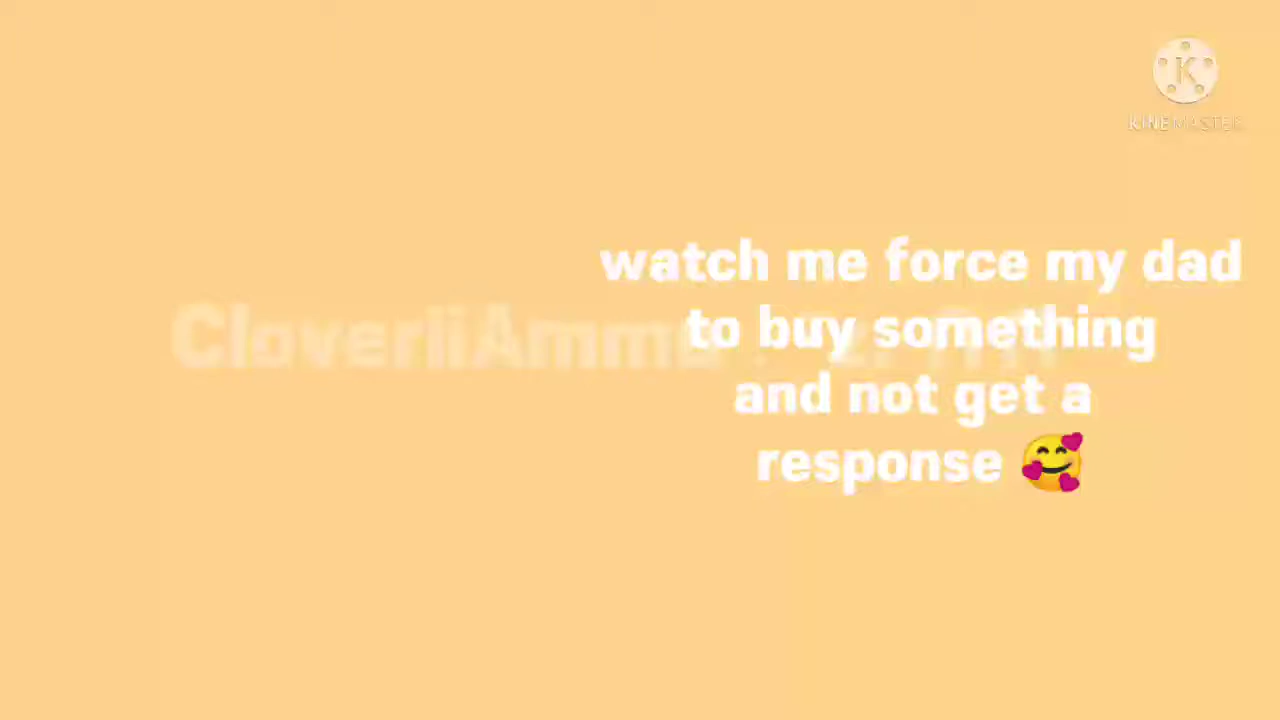 KINEMASTER
watch me force my dad
to buy something
and not get a
response 🥰